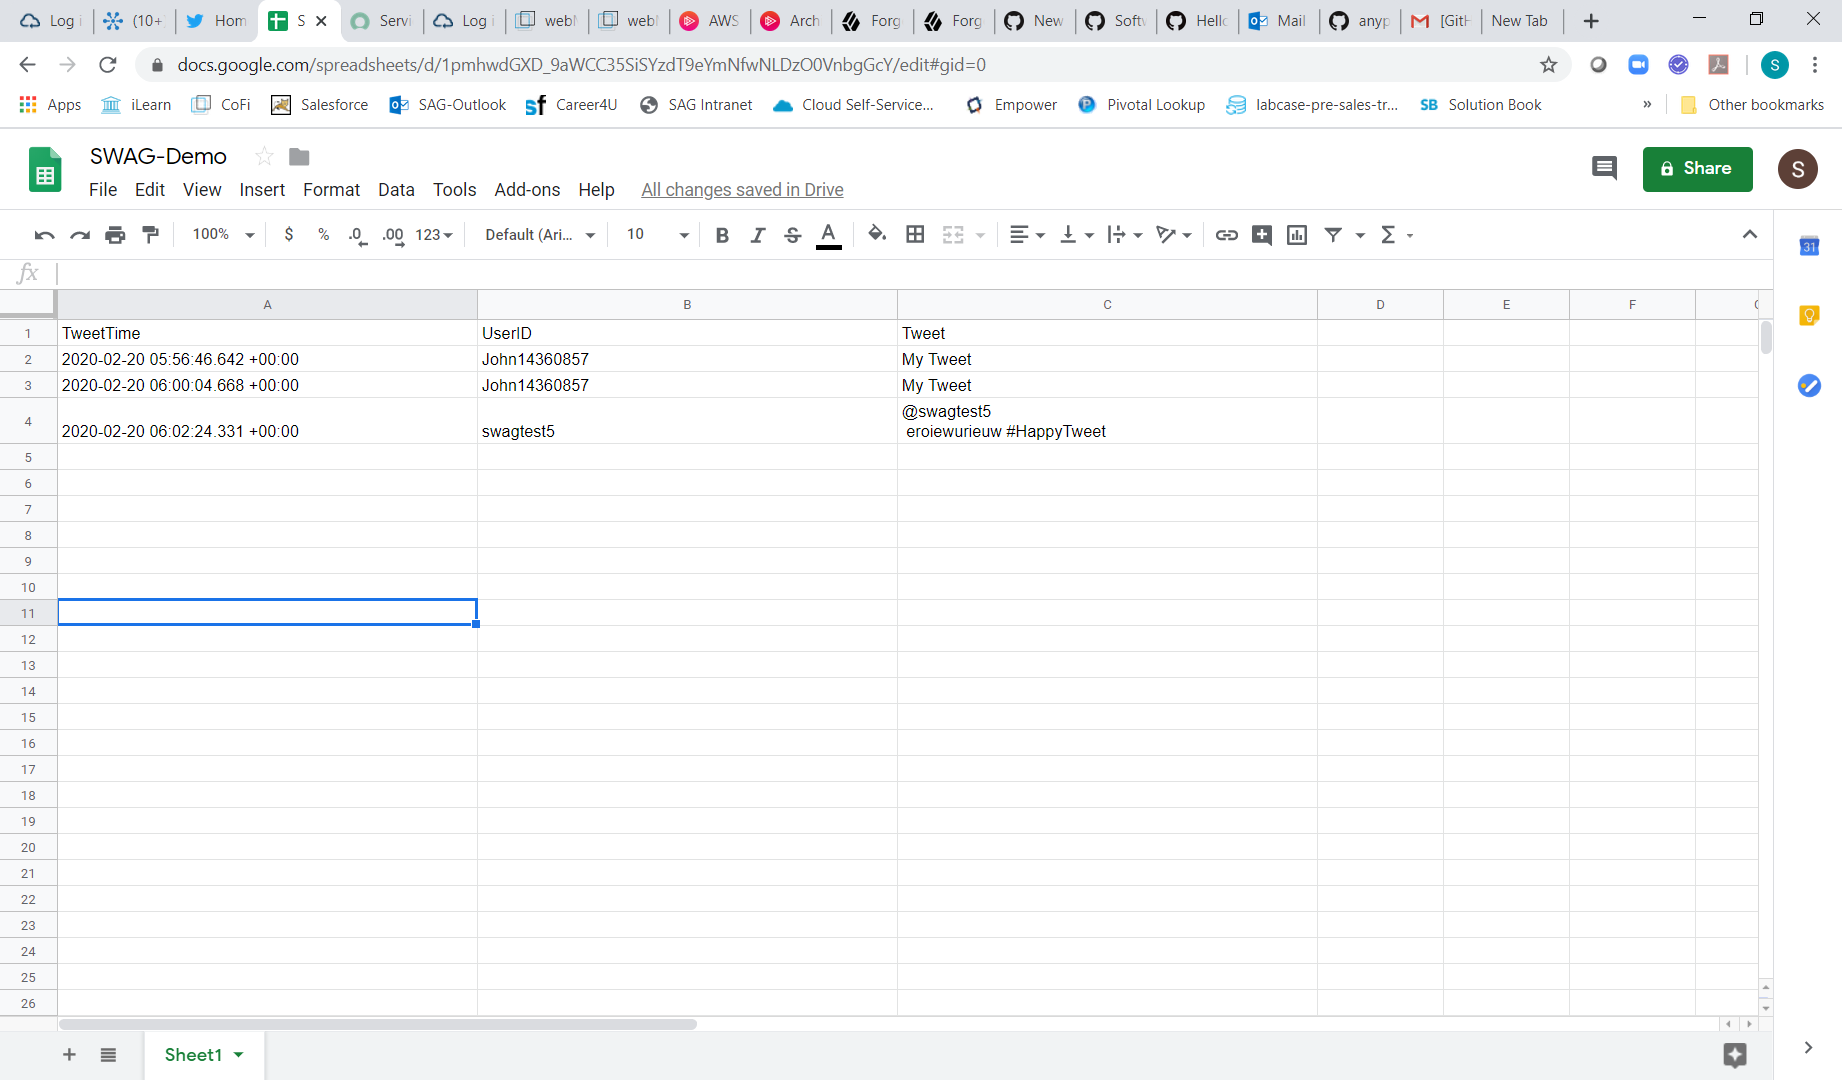 Log i
(10+
Hom
S
Servi
Log i
webM
webM
AWS
Arch
Forg
Forg
New
Softw
Hello
Mail
anyp
[GitH
New Tab
docs.google.com/spreadsheets/d/1pmhwdGXD_9aWCC35SiSYzdT9eYmNfwNLDzO0VnbgGcY/edit#gid=0
S
Apps
iLearn
CoFi
Salesforce
SAG-Outlook
sf Career4U
SAG Intranet
Cloud Self-Service...
Empower
Pivotal Lookup
labcase-pre-sales-tr...
SB Solution Book
»
Other bookmarks
SWAG-Demo
File Edit View Insert Format Data Tools Add-ons Help All changes saved in Drive
Share
S
100% $ % .0 .00 123 Default (Ari... 10 B I S A Σ
31
fx
A B C D E F
1 TweetTime UserID Tweet
2 2020-02-20 05:56:46.642 +00:00 John14360857 My Tweet
3 2020-02-20 06:00:04.668 +00:00 John14360857 My Tweet
@swagtest5
4 2020-02-20 06:02:24.331 +00:00 swagtest5 eroiewurieuw #HappyTweet
5
6
7
8
9
10
11
12
13
14
15
16
17
18
19
20
21
22
23
24
25
26
Sheet1